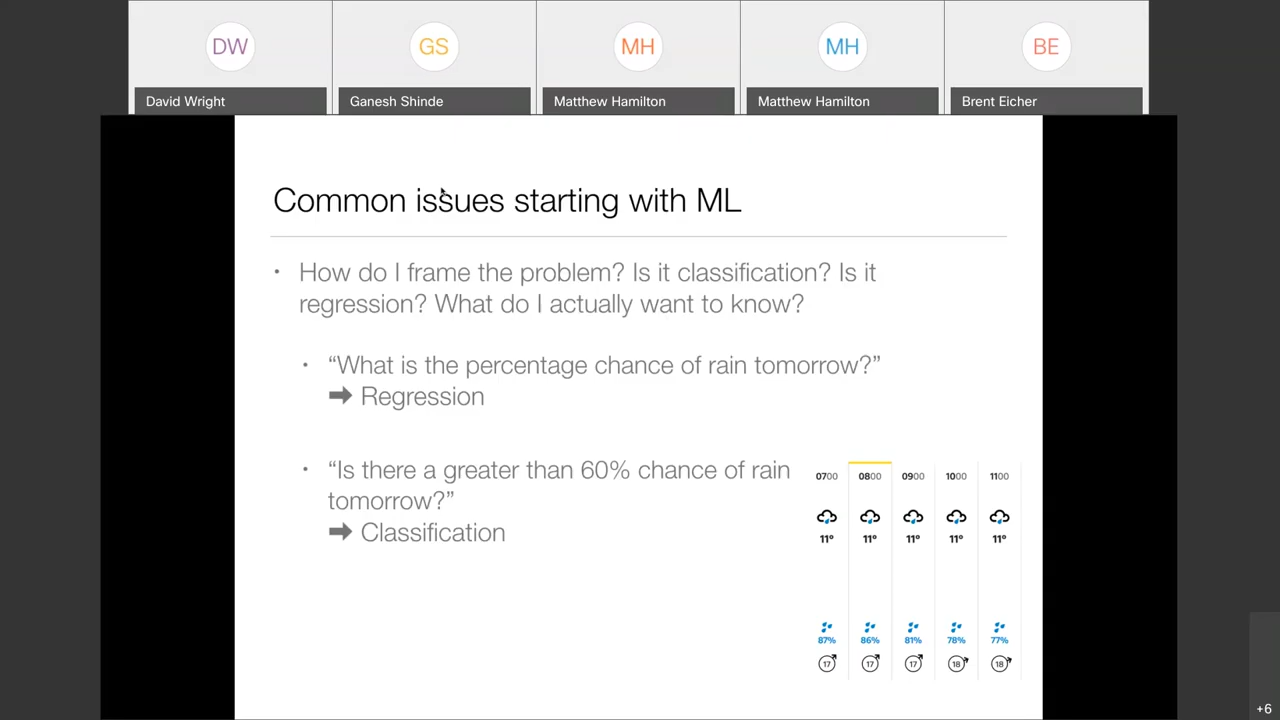 DW GS MH MH BE
David Wright Ganesh Shinde Matthew Hamilton Matthew Hamilton Brent Eicher
Common issues starting with ML
• How do I frame the problem? Is it classification? Is it
regression? What do I actually want to know?
• “What is the percentage chance of rain tomorrow?”
➡ Regression
• “Is there a greater than 60% chance of rain
tomorrow?”
➡ Classification
0700 0800 0900 1000 1100
11° 11° 11° 11° 11°
87% 86% 81% 78% 77%
17 17 17 18 18
+6